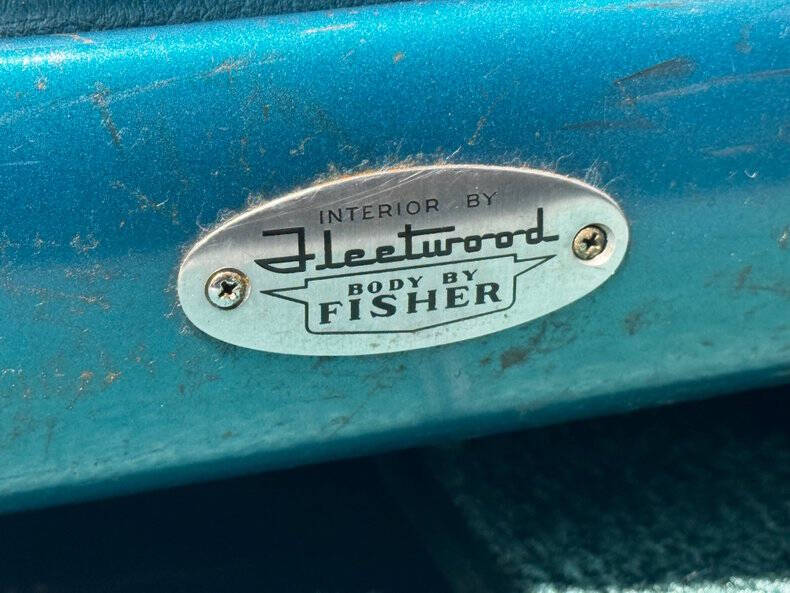 INTERIOR BY
Fleetwood
BODY BY
FISHER